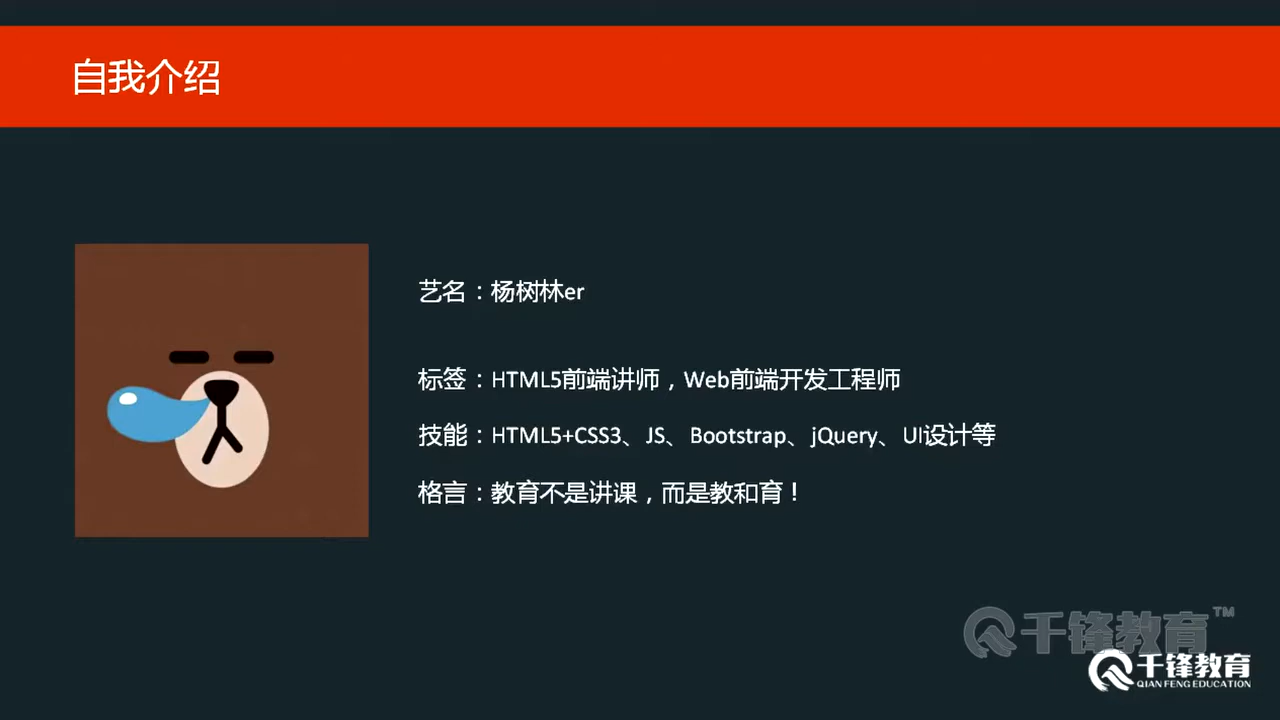 自我介绍
艺名：杨树林er
标签：HTML5前端讲师，Web前端开发工程师
技能：HTML5+CSS3、JS、Bootstrap、jQuery、UI设计等
格言：教育不是讲课，而是教和育！
千锋教育™
千锋教育
QIAN FENG EDUCATION